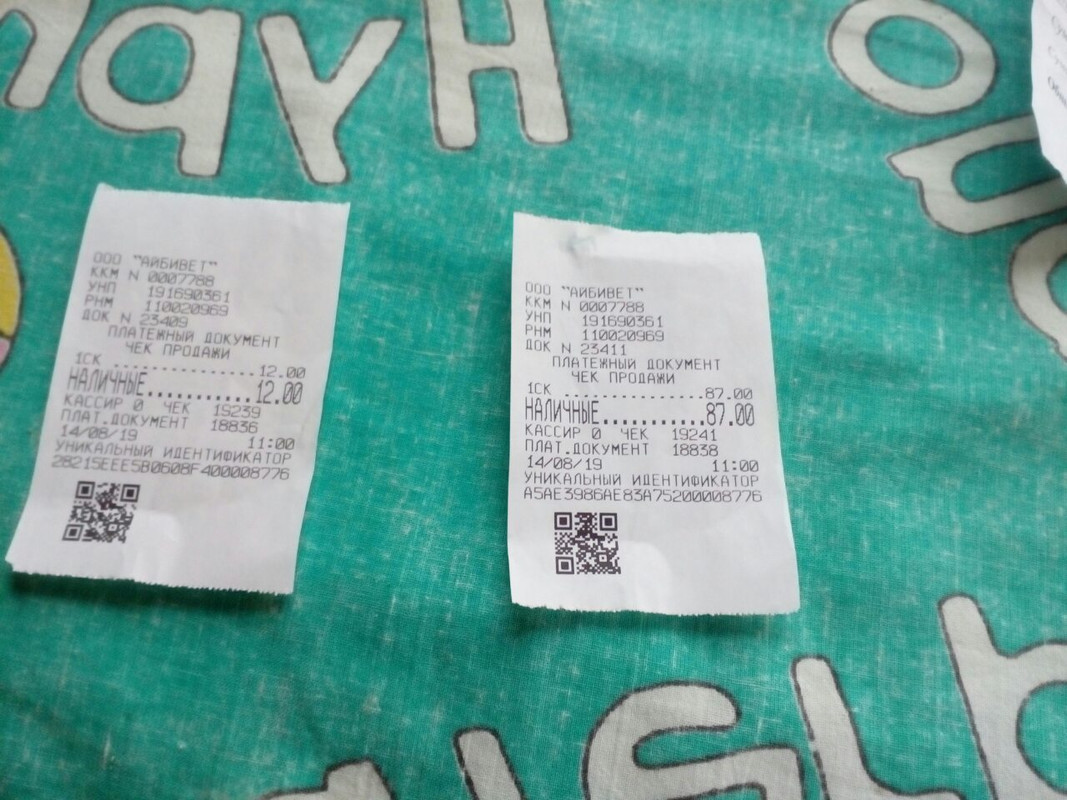 ООО "АЙБИВЕТ"
ККМ N 0007788
УНП 191690361
РНМ 110020969
ДОК N 23409
ПЛАТЕЖНЫЙ ДОКУМЕНТ
ЧЕК ПРОДАЖИ
1СК ..................12.00
НАЛИЧНЫЕ............12.00
КАССИР 0 ЧЕК 19239
ПЛАТ.ДОКУМЕНТ 18836
14/08/19 11:00
УНИКАЛЬНЫЙ ИДЕНТИФИКАТОР
28215EEE5B0608F400008776
ООО "АЙБИВЕТ"
ККМ N 0007788
УНП 191690361
РНМ 110020969
ДОК N 23411
ПЛАТЕЖНЫЙ ДОКУМЕНТ
ЧЕК ПРОДАЖИ
1СК ..................87.00
НАЛИЧНЫЕ............87.00
КАССИР 0 ЧЕК 19241
ПЛАТ.ДОКУМЕНТ 18838
14/08/19 11:00
УНИКАЛЬНЫЙ ИДЕНТИФИКАТОР
A5AE3986AE83A75200008776